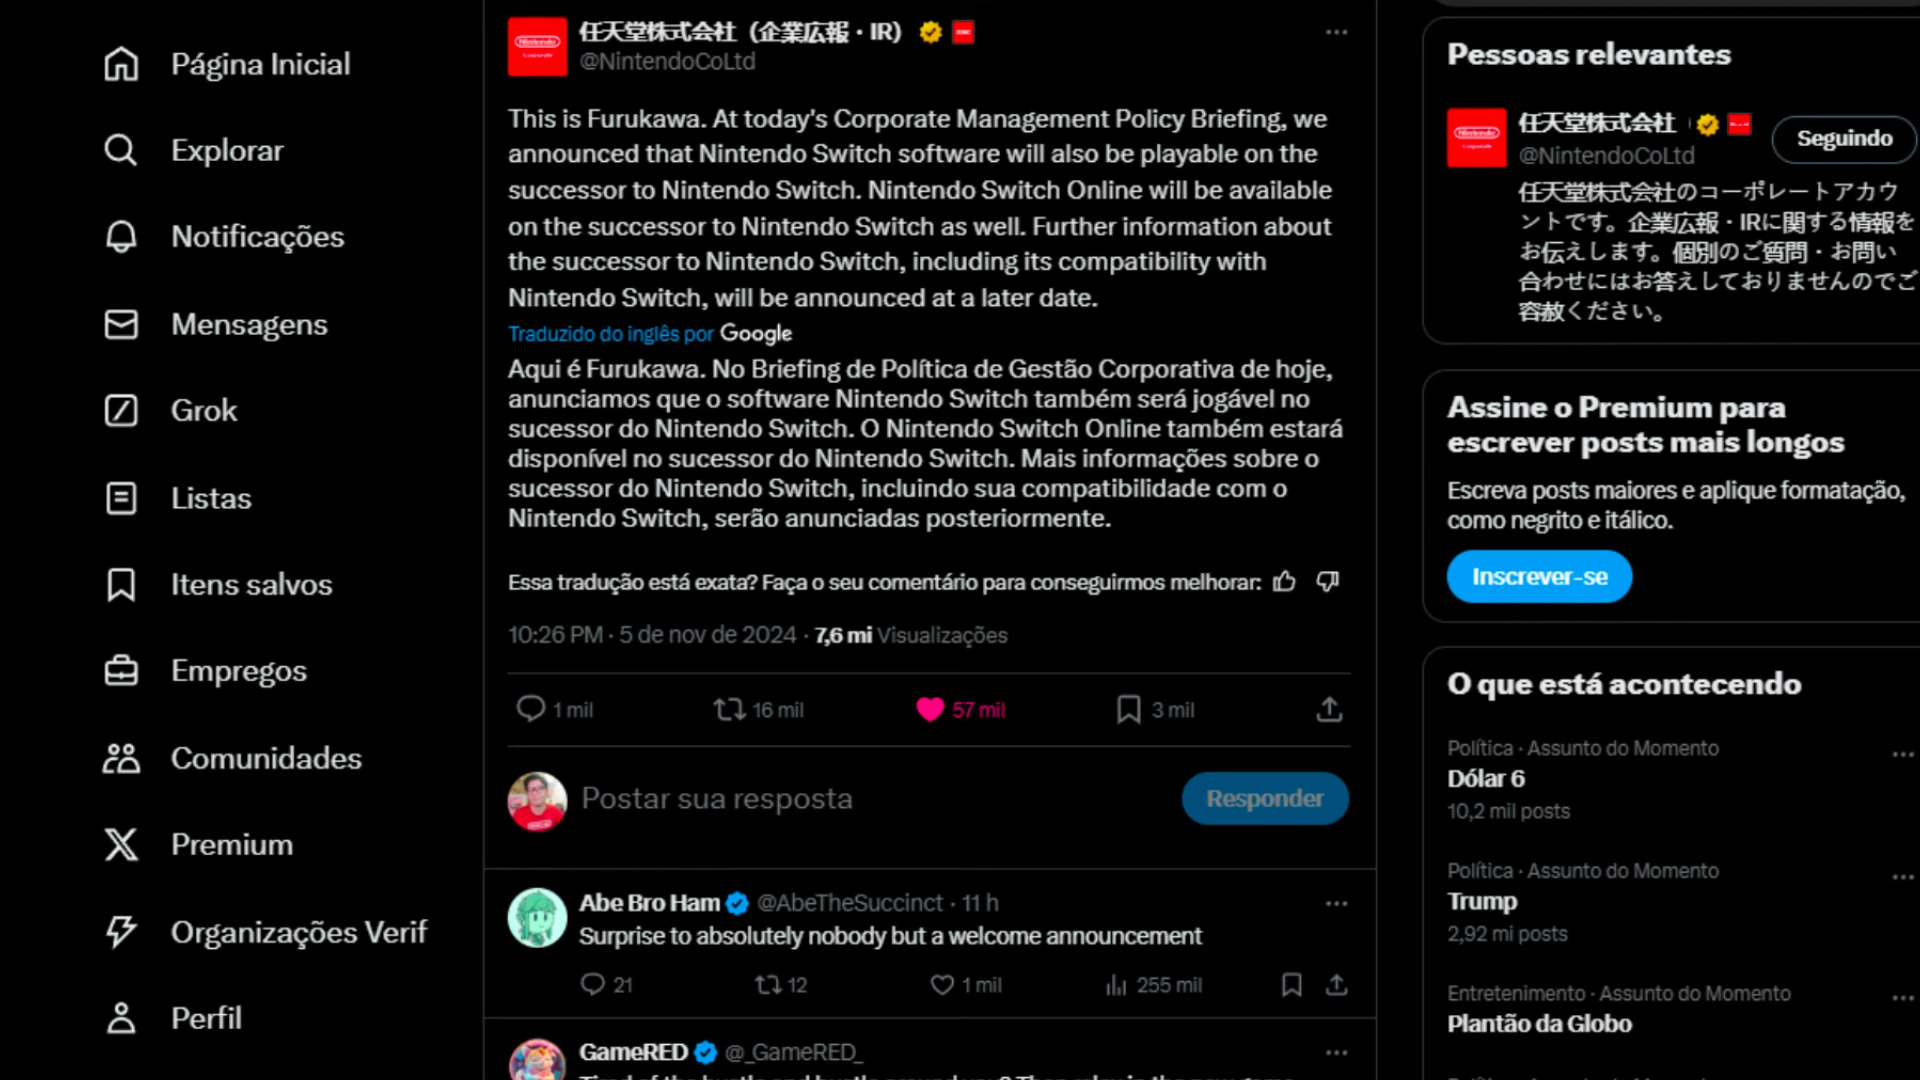 Página Inicial
Explorar
Notificações
Mensagens
Grok
Listas
Itens salvos
Empregos
Comunidades
Premium
Organizações Verif
Perfil
任天堂株式会社（企業広報・IR）
@NintendoCoLtd
This is Furukawa. At today's Corporate Management Policy Briefing, we
announced that Nintendo Switch software will also be playable on the
successor to Nintendo Switch. Nintendo Switch Online will be available
on the successor to Nintendo Switch as well. Further information about
the successor to Nintendo Switch, including its compatibility with
Nintendo Switch, will be announced at a later date.
Traduzido do inglês por Google
Aqui é Furukawa. No Briefing de Política de Gestão Corporativa de hoje,
anunciamos que o software Nintendo Switch também será jogável no
sucessor do Nintendo Switch. O Nintendo Switch Online também estará
disponível no sucessor do Nintendo Switch. Mais informações sobre o
sucessor do Nintendo Switch, incluindo sua compatibilidade com o
Nintendo Switch, serão anunciadas posteriormente.
Essa tradução está exata? Faça o seu comentário para conseguirmos melhorar:
10:26 PM · 5 de nov de 2024 · 7,6 mi Visualizações
1 mil 16 mil 57 mil 3 mil
Postar sua resposta
Responder
Abe Bro Ham @AbeTheSuccinct · 11 h
Surprise to absolutely nobody but a welcome announcement
21 12 1 mil 255 mil
GameRED @_GameRED_
Pessoas relevantes
任天堂株式会社
@NintendoCoLtd
Seguindo
任天堂株式会社のコーポレートアカウ
ントです。企業広報・IRに関する情報を
お伝えします。個別のご質問・お問い
合わせにはお答えしておりませんのでご
容赦ください。
Assine o Premium para
escrever posts mais longos
Escreva posts maiores e aplique formatação,
como negrito e itálico.
Inscrever-se
O que está acontecendo
Política · Assunto do Momento
Dólar 6
10,2 mil posts
Política · Assunto do Momento
Trump
2,92 mi posts
Entretenimento · Assunto do Momento
Plantão da Globo